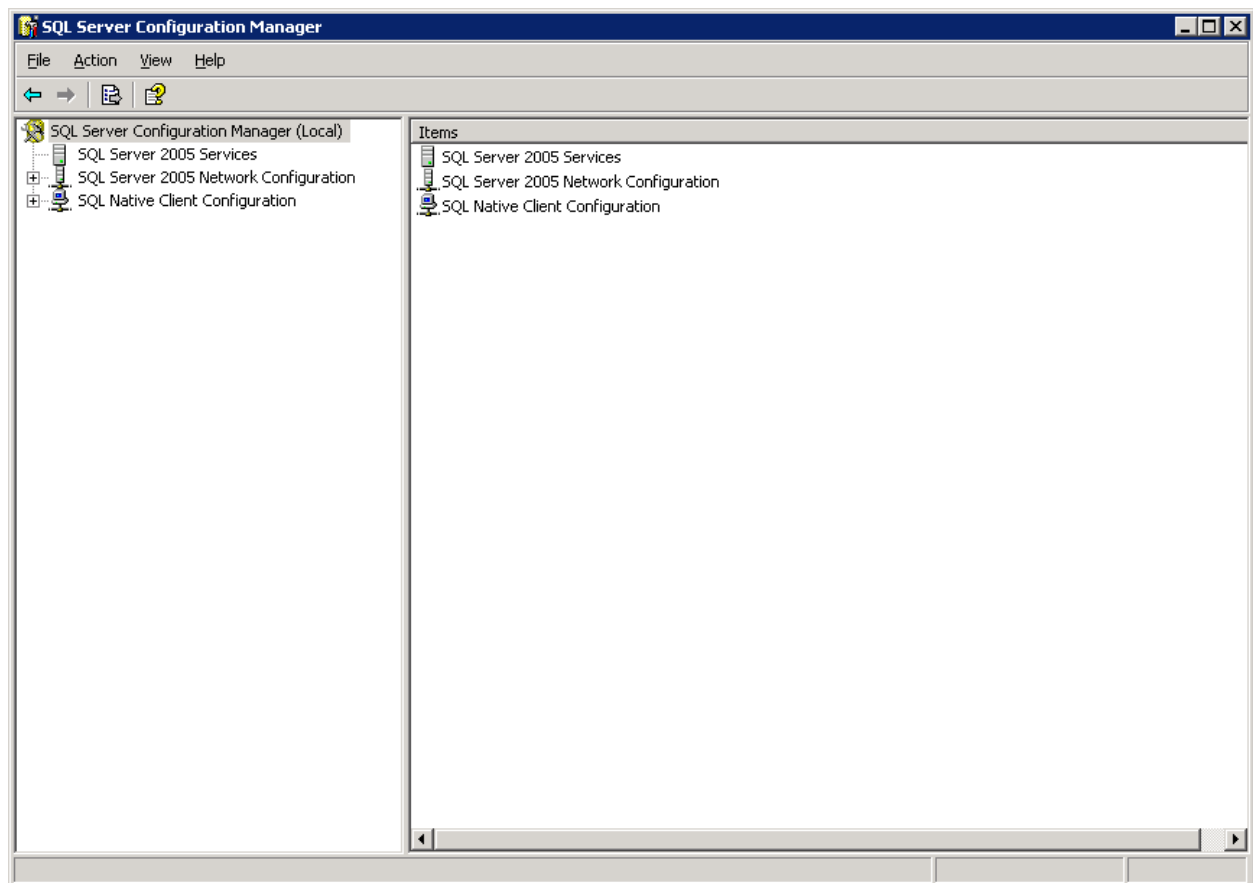 SQL Server Configuration Manager
File Action View Help
SQL Server Configuration Manager (Local)
SQL Server 2005 Services
SQL Server 2005 Network Configuration
SQL Native Client Configuration
Items
SQL Server 2005 Services
SQL Server 2005 Network Configuration
SQL Native Client Configuration